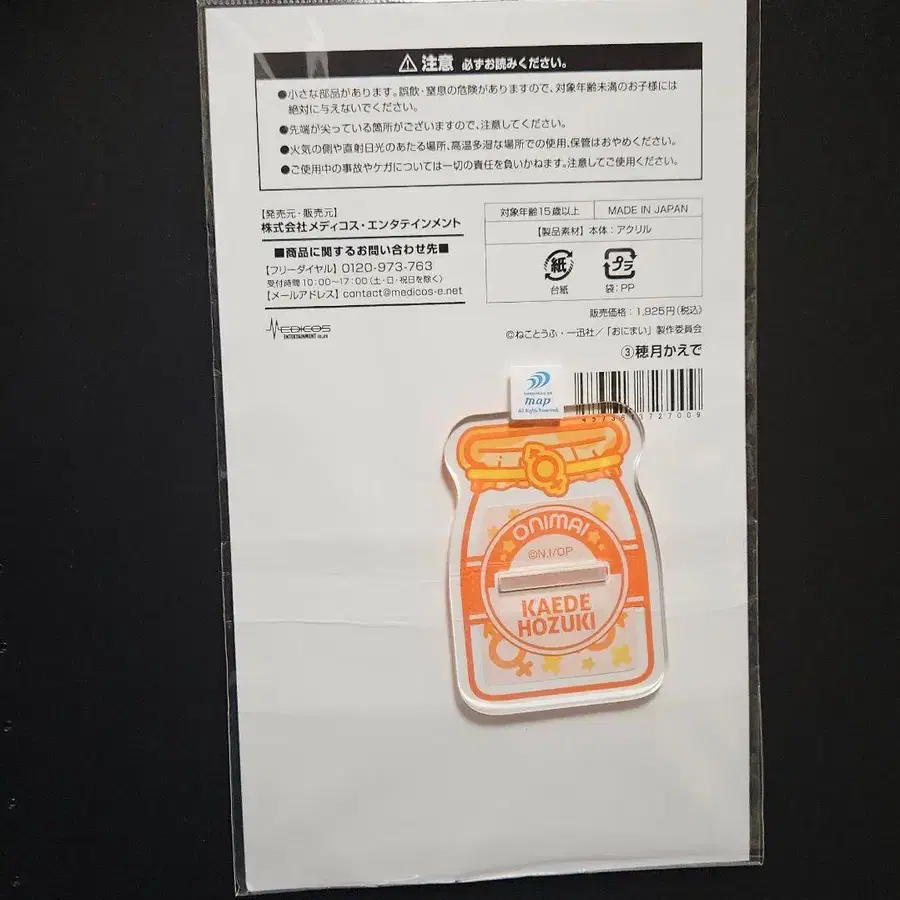 注意 必ずお読みください。
●小さな部品があります。誤飲・窒息の危険がありますので、対象年齢未満のお子様には
絶対に与えないでください。
●先端が尖っている箇所がございますので、注意してください。
●火気の側や直射日光のあたる場所、高温多湿な場所での使用、保管はおやめください。
●ご使用中の事故やケガについては一切の責任を負いかねます。注意してご使用ください。
【発売元・販売元】
株式会社メディコス・エンタテインメント
■商品に関するお問い合わせ先■
【フリーダイヤル】0120-973-763
受付時間10:00〜17:00(土・日・祝日を除く)
【メールアドレス】contact@medicos-e.net
MEDICOS
ENTERTAINMENT CO.,LTD
対象年齢15歳以上 MADE IN JAPAN
【製品素材】本体:アクリル
紙 プラ
台紙 袋:PP
販売価格:1,925円(税込)
©ねことうふ・一迅社/「おにまい」製作委員会
③穂月かえで
map
All Rights Reserved.
ONIMAI
©N,I/OP
KAEDE
HOZUKI